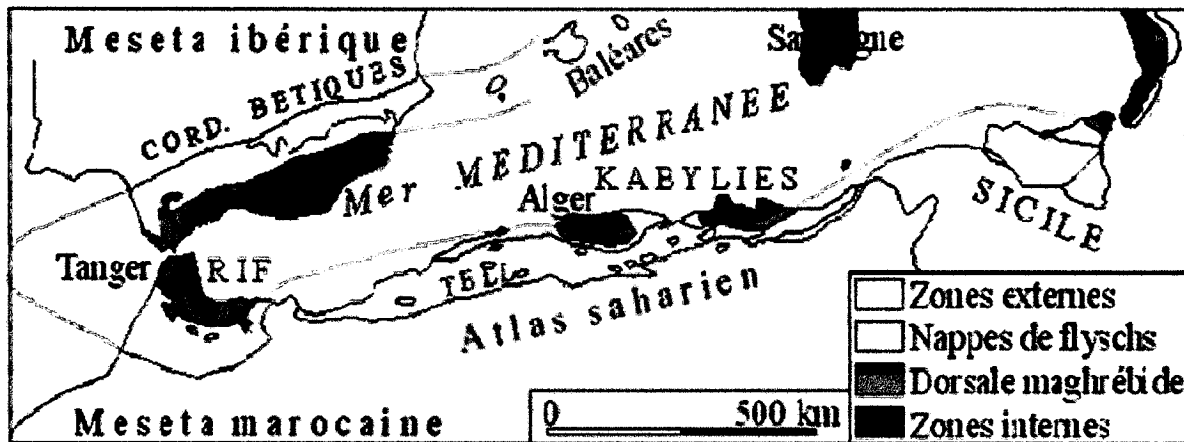 Meseta ibérique
CORD. BETIQUES
Baléares
Mer MEDITERRANEE
KABYLIES
Alger
SICILE
Tanger
RIF
TELL
Atlas saharien
Meseta marocaine
0 500 km
Zones externes
Nappes de flyschs
Dorsale maghrébide
Zones internes